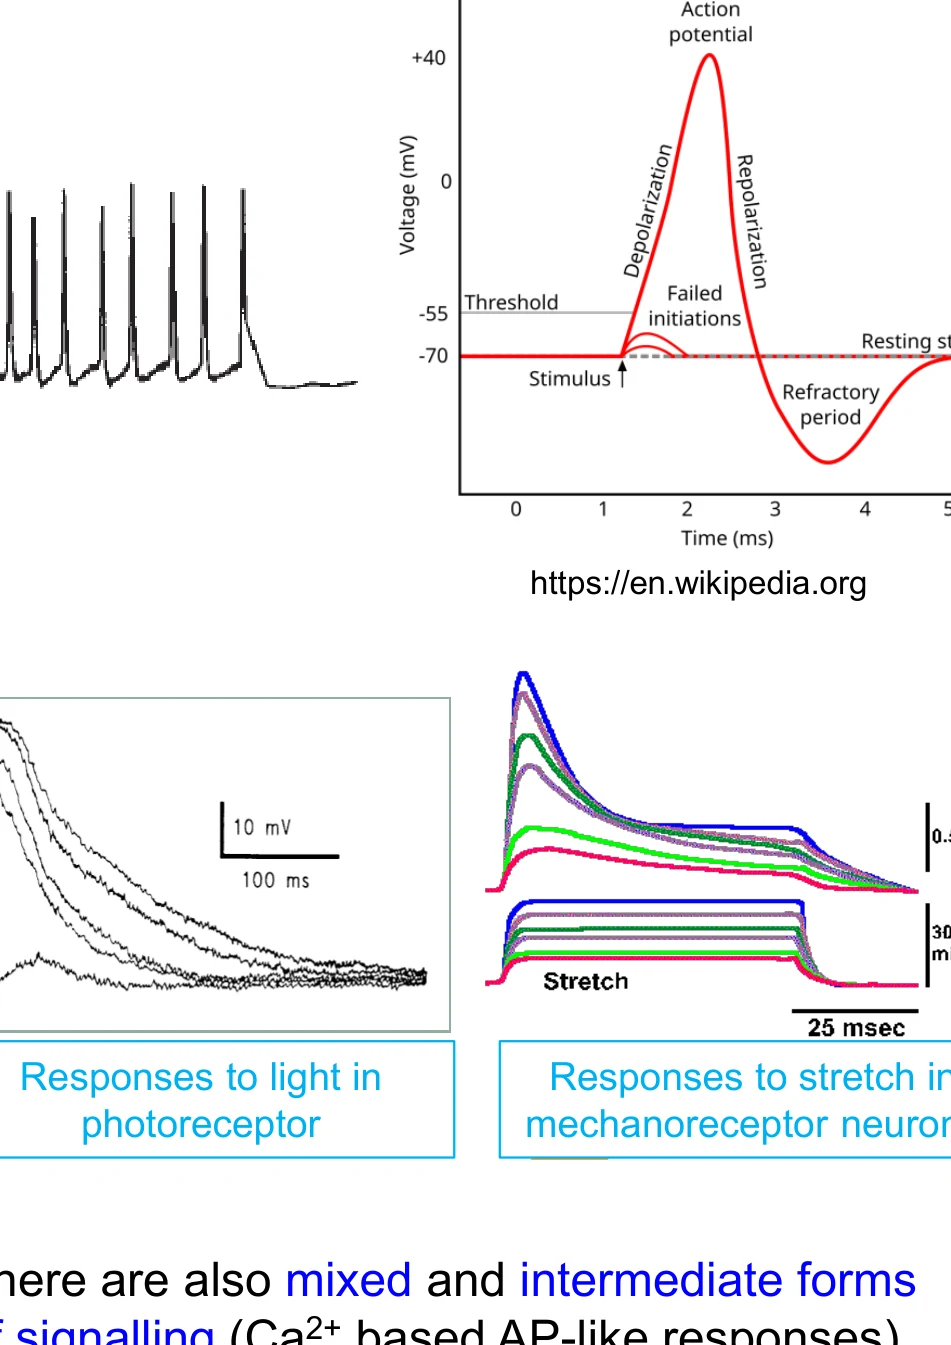 Action
potential
+40
Voltage (mV)
0
Depolarization
Repolarization
Threshold
-55
Failed
initiations
-70
Resting
Stimulus
Refractory
period
0 1 2 3 4 5
Time (ms)
https://en.wikipedia.org
10 mV
100 ms
Stretch
30
25 msec
Responses to light in
photoreceptor
Responses to stretch in
mechanoreceptor
here are also mixed and intermediate forms
signalling (Ca2+ based AP-like responses)